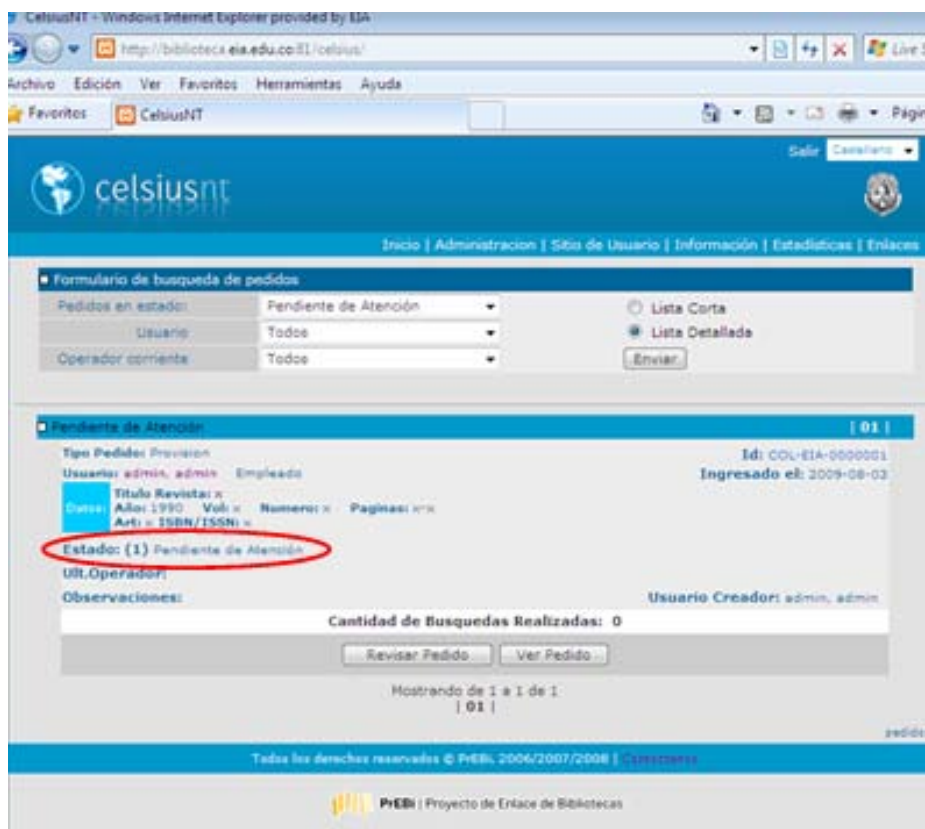 CelsiusNT - Windows Internet Explorer provided by EIA
http://biblioteca.eia.edu.co:81/celsius/
Live
Archivo Edición Ver Favoritos Herramientas Ayuda
Favoritos CelsiusNT
Salir Castellano
celsiusnt
Inicio | Administracion | Sitio de Usuario | Información | Estadísticas | Enlaces
Formulario de busqueda de pedidos
Pedidos en estado: Pendiente de Atención Lista Corta
Usuario Todos Lista Detallada
Operador corriente Todos Enviar
Pendiente de Atención | 01 |
Tipo Pedido: Provision Id: COL-EIA-0000001
Usuario: admin, admin Empleado Ingresado el: 2009-08-03
Titulo Revista: x
Datos: Año: 1990 Vol: x Numero: x Paginas: x-x
Art: x ISBN/ISSN: x
Estado: (1) Pendiente de Atención
Ult.Operador:
Observaciones: Usuario Creador: admin, admin
Cantidad de Busquedas Realizadas: 0
Revisar Pedido Ver Pedido
Mostrando de 1 a 1 de 1
| 01 |
Todos los derechos reservados © PrEBi, 2006/2007/2008 |
PrEBi | Proyecto de Enlace de Bibliotecas